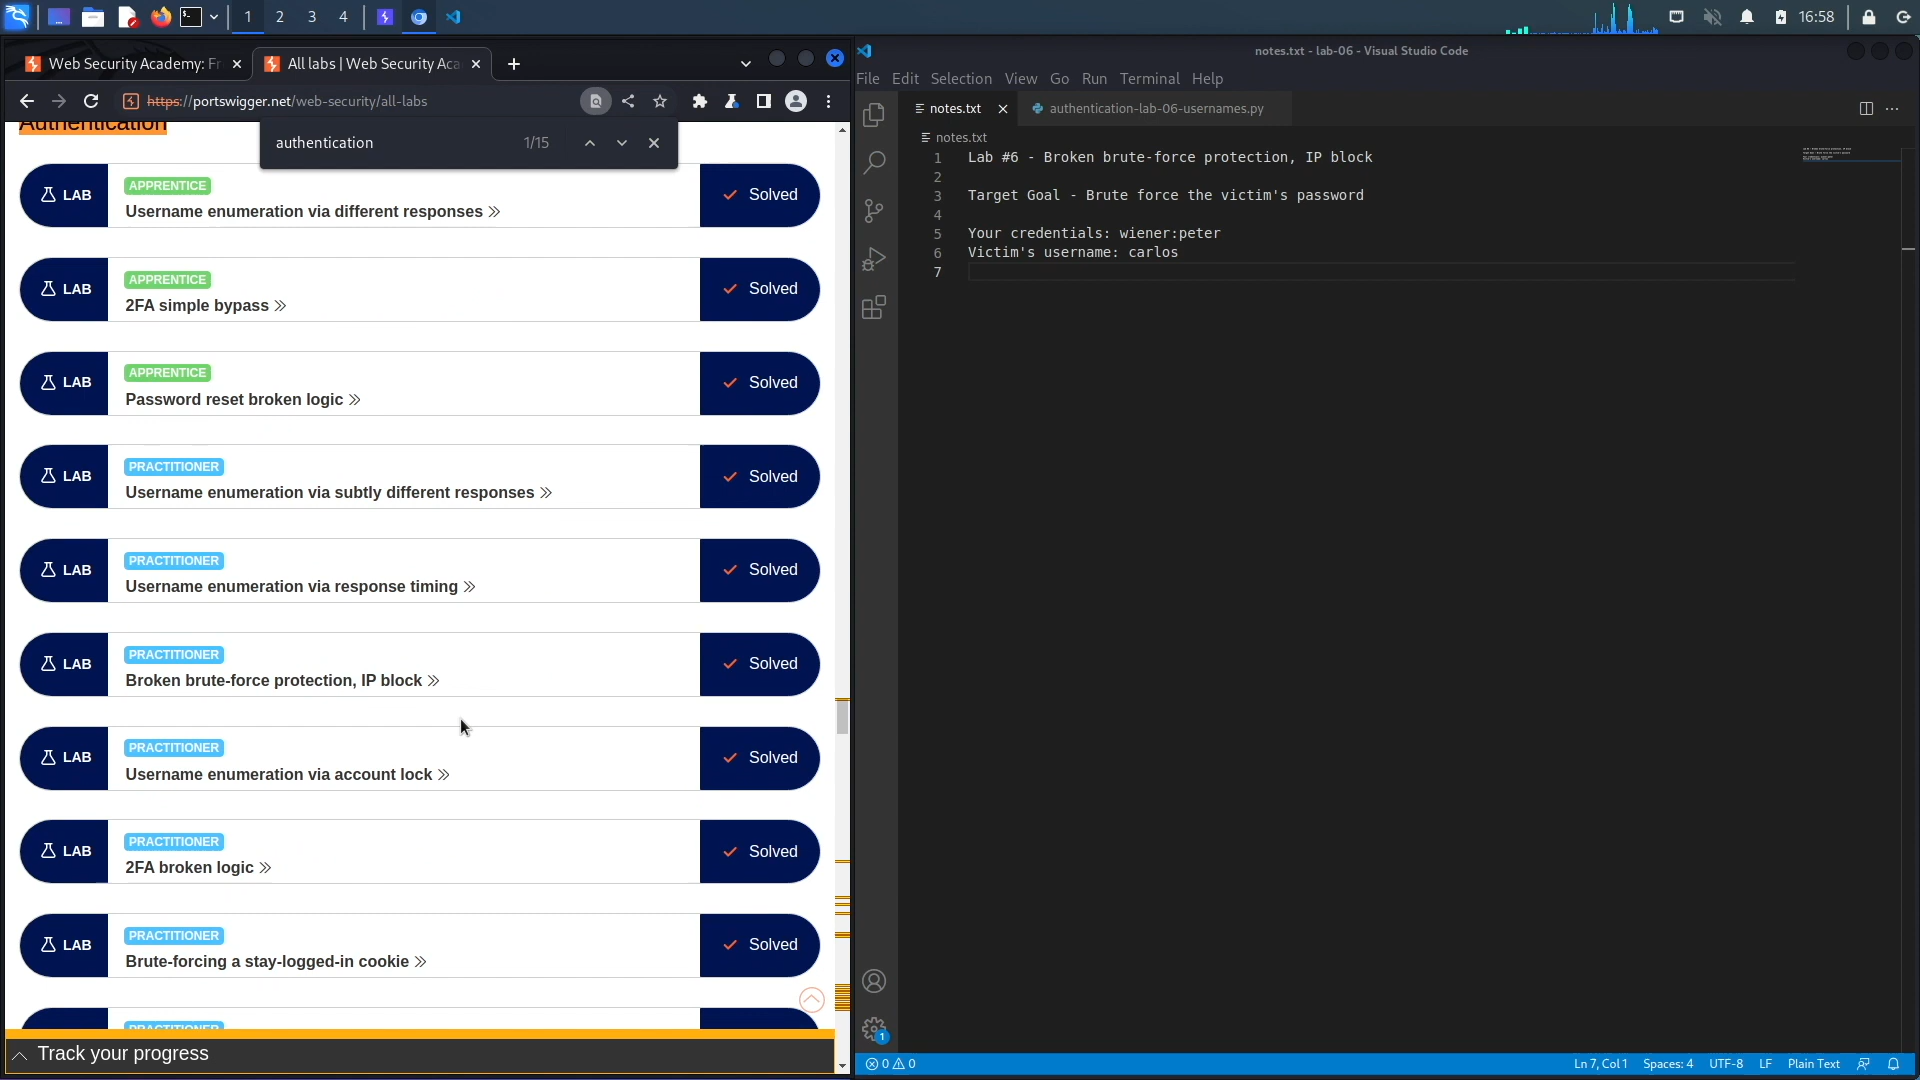 1
2
3
4
16:58
Web Security Academy: Fr
All labs | Web Security Aca
https://portswigger.net/web-security/all-labs
Authentication
authentication
1/15
LAB
APPRENTICE
Username enumeration via different responses
Solved
LAB
APPRENTICE
2FA simple bypass
Solved
LAB
APPRENTICE
Password reset broken logic
Solved
LAB
PRACTITIONER
Username enumeration via subtly different responses
Solved
LAB
PRACTITIONER
Username enumeration via response timing
Solved
LAB
PRACTITIONER
Broken brute-force protection, IP block
Solved
LAB
PRACTITIONER
Username enumeration via account lock
Solved
LAB
PRACTITIONER
2FA broken logic
Solved
LAB
PRACTITIONER
Brute-forcing a stay-logged-in cookie
Solved
PRACTITIONER
Track your progress
notes.txt - lab-06 - Visual Studio Code
File Edit Selection View Go Run Terminal Help
notes.txt
authentication-lab-06-usernames.py
notes.txt
1 Lab #6 - Broken brute-force protection, IP block
2
3 Target Goal - Brute force the victim's password
4
5 Your credentials: wiener:peter
6 Victim's username: carlos
7
1
0 0
Ln 7, Col 1
Spaces: 4
UTF-8
LF
Plain Text